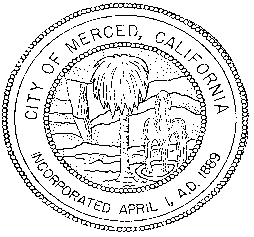 CITY OF MERCED, CALIFORNIA
INCORPORATED APRIL 1, A.D. 1889